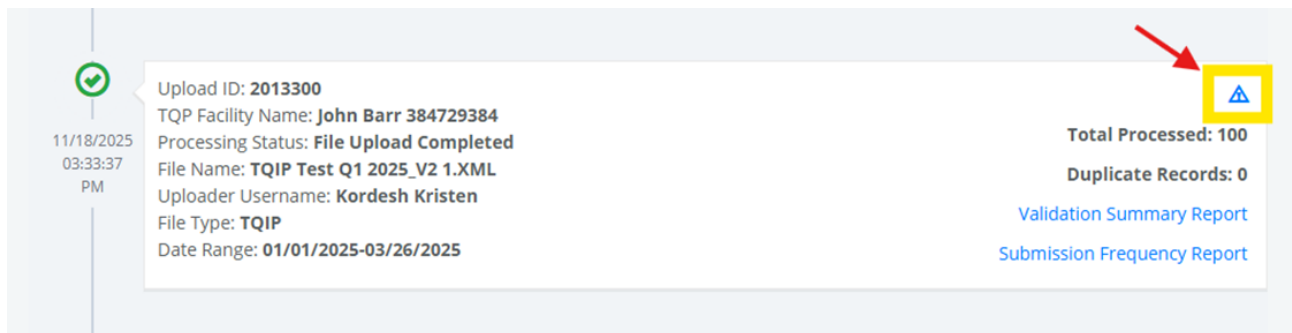 11/18/2025
03:33:37
PM
Upload ID: 2013300
TQP Facility Name: John Barr 384729384
Processing Status: File Upload Completed
File Name: TQIP Test Q1 2025_V2 1.XML
Uploader Username: Kordesh Kristen
File Type: TQIP
Date Range: 01/01/2025-03/26/2025
Total Processed: 100
Duplicate Records: 0
Validation Summary Report
Submission Frequency Report